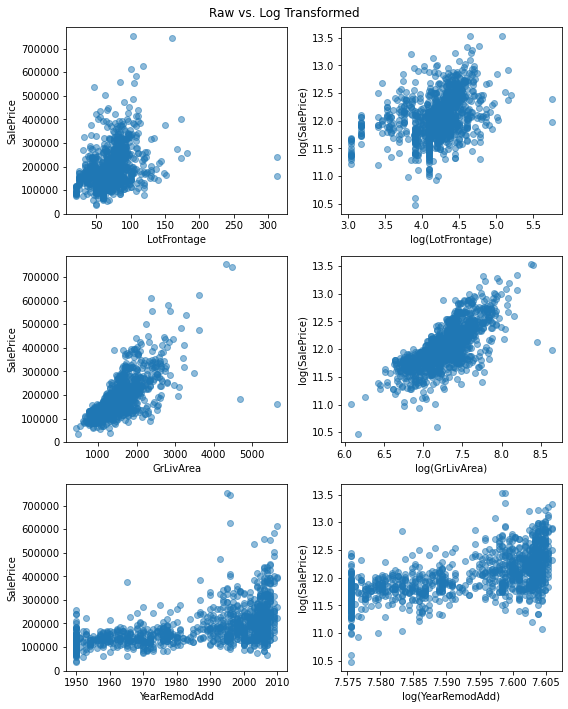 Raw vs. Log Transformed
700000
600000
500000
400000
300000
200000
100000
0
SalePrice
50 100 150 200 250 300
LotFrontage
13.5
13.0
12.5
12.0
11.5
11.0
10.5
log(SalePrice)
3.0 3.5 4.0 4.5 5.0 5.5
log(LotFrontage)
700000
600000
500000
400000
300000
200000
100000
0
SalePrice
1000 2000 3000 4000 5000
GrLivArea
13.5
13.0
12.5
12.0
11.5
11.0
10.5
log(SalePrice)
6.0 6.5 7.0 7.5 8.0 8.5
log(GrLivArea)
700000
600000
500000
400000
300000
200000
100000
0
SalePrice
1950 1960 1970 1980 1990 2000 2010
YearRemodAdd
13.5
13.0
12.5
12.0
11.5
11.0
10.5
log(SalePrice)
7.575 7.580 7.585 7.590 7.595 7.600 7.605
log(YearRemodAdd)